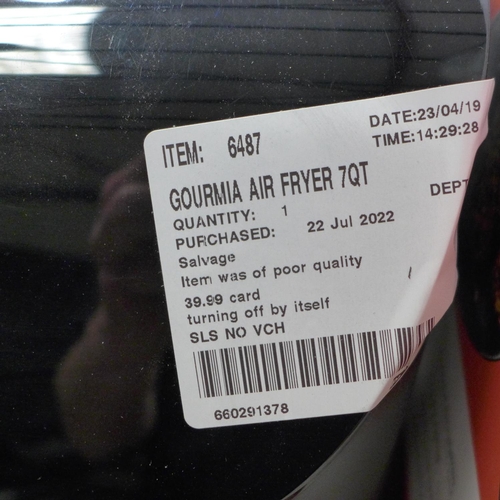 DATE:23/04/19
ITEM: 6487
TIME:14:29:28
GOURMIA AIR FRYER 7QT
DEPT
QUANTITY: 1
PURCHASED: 22 Jul 2022
Salvage
Item was of poor quality
39.99 card
turning off by itself
SLS NO VCH
660291378